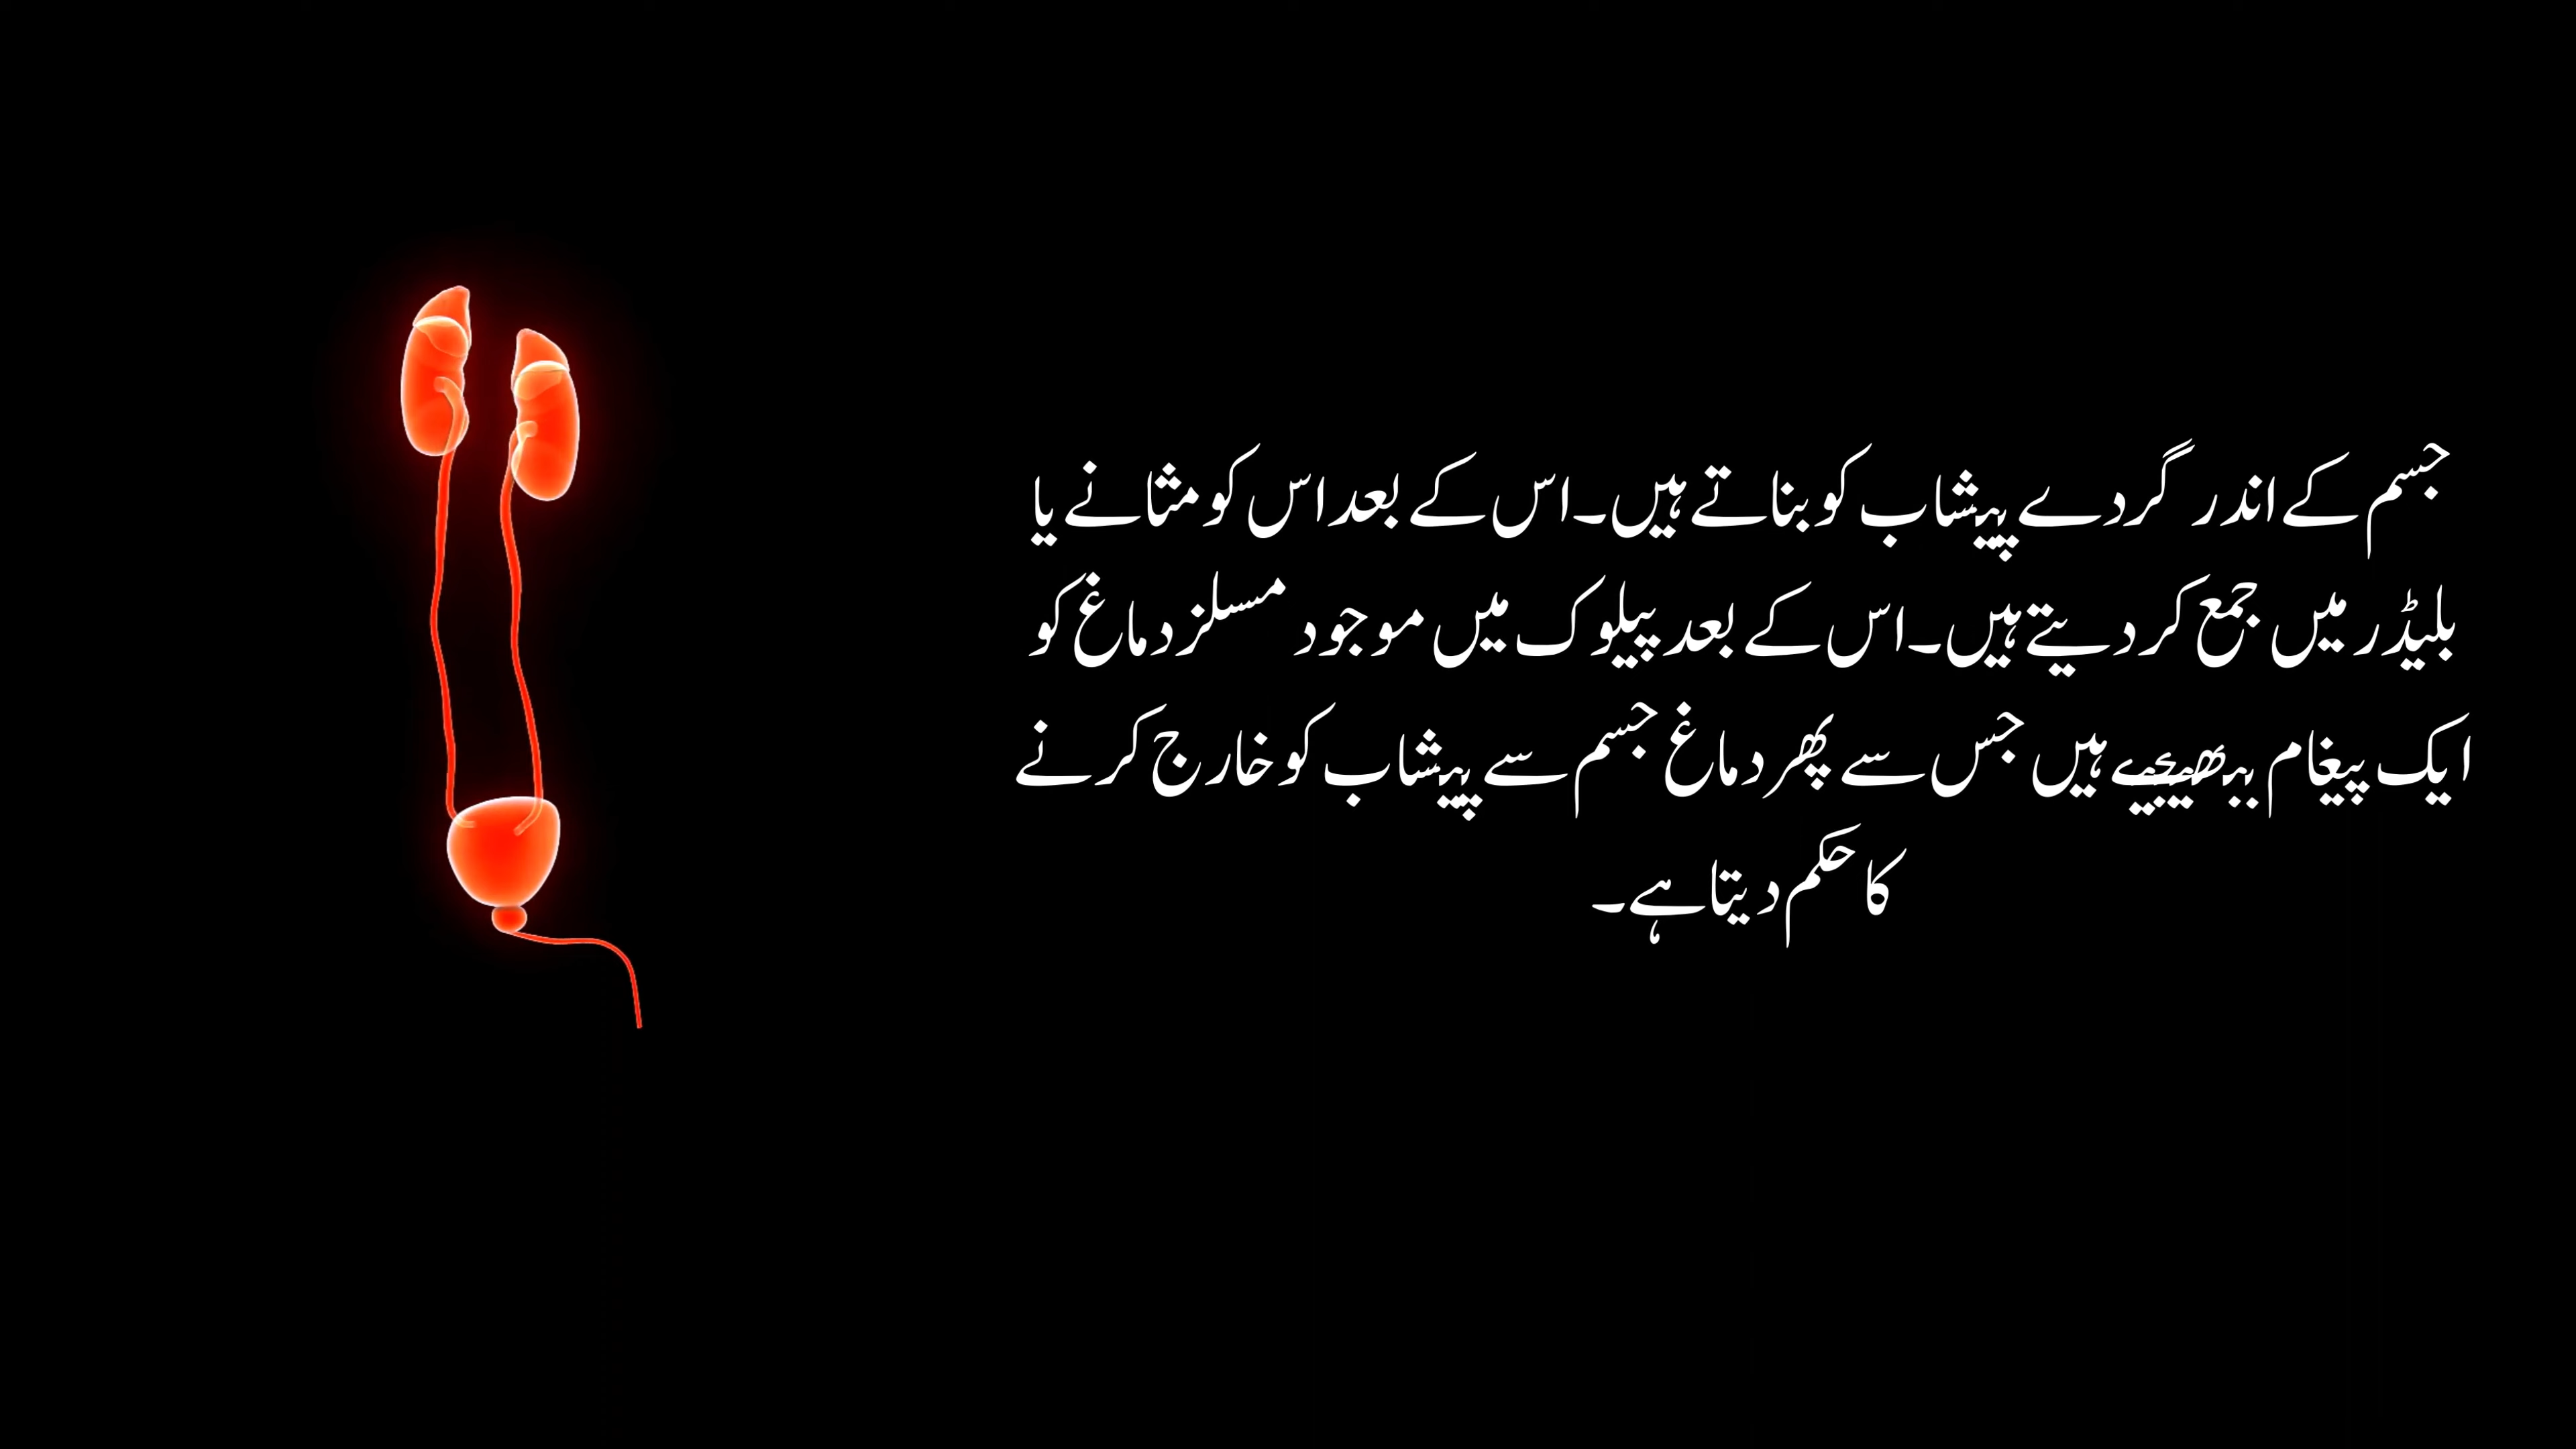 جسم کے اندر گردے پیشاب کو بناتے ہیں۔اس کے بعد اس کو مثانے یا
بلیڈر میں جمع کر دیتے ہیں۔اس کے بعد پیلوک میں موجود مسلز دماغ کو
ایک پیغام بھیجتے ہیں جس سے پھر دماغ جسم سے پیشاب کو خارج کرنے
کا حکم دیتا ہے۔